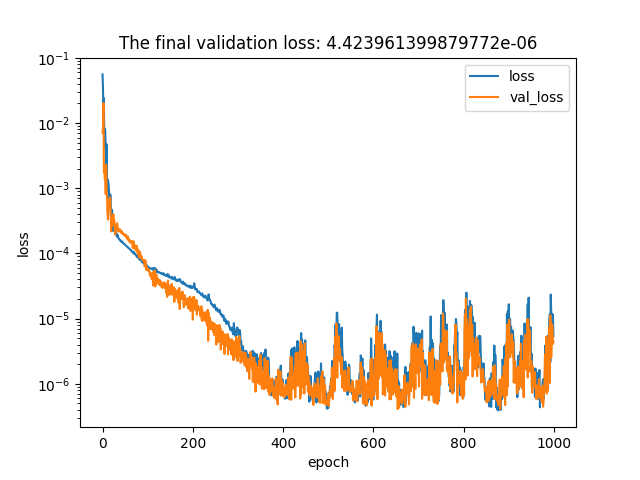 The final validation loss: 4.423961399879772e-06
10⁻¹
10⁻²
10⁻³
10⁻⁴
10⁻⁵
10⁻⁶
loss
loss
val_loss
0
200
400
600
800
1000
epoch